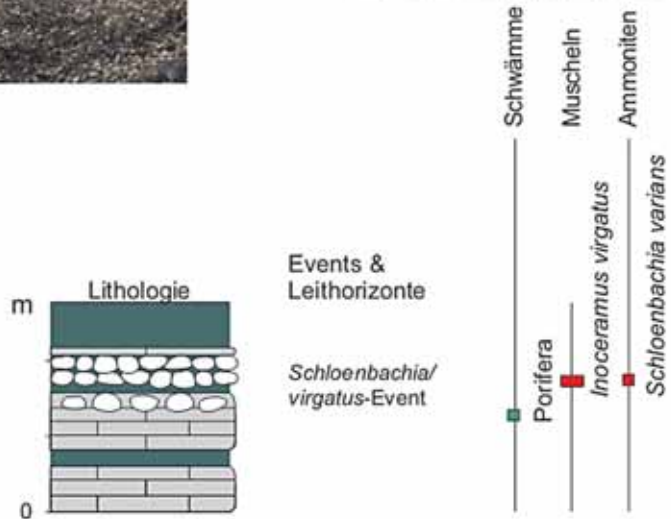 Schwämme
Muscheln
Ammoniten
Porifera
Inoceramus virgatus
Schloenbachia varians
Events &
Leithorizonte
Lithologie
m
Schloenbachia/
virgatus-Event
0